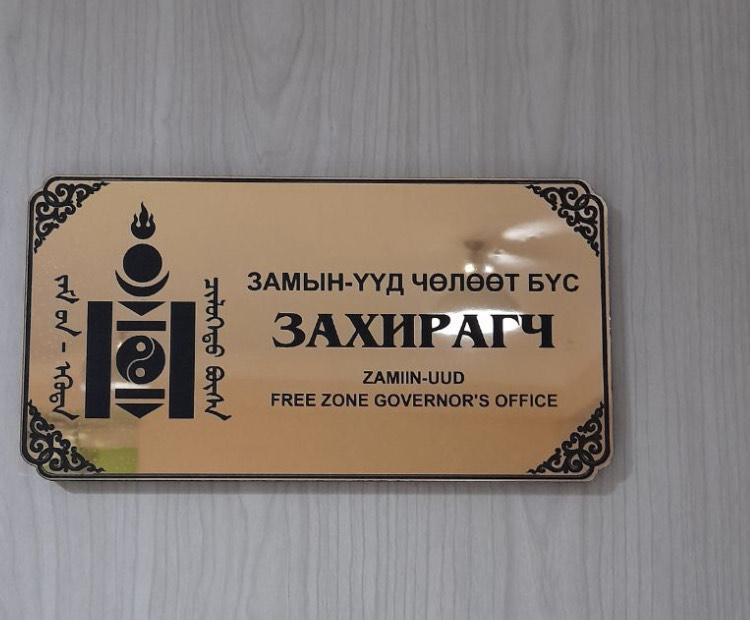 ЗАМЫН-ҮҮД ЧӨЛӨӨТ БҮС
ЗАХИРАГЧ
ZAMIIN-UUD
FREE ZONE GOVERNOR'S OFFICE